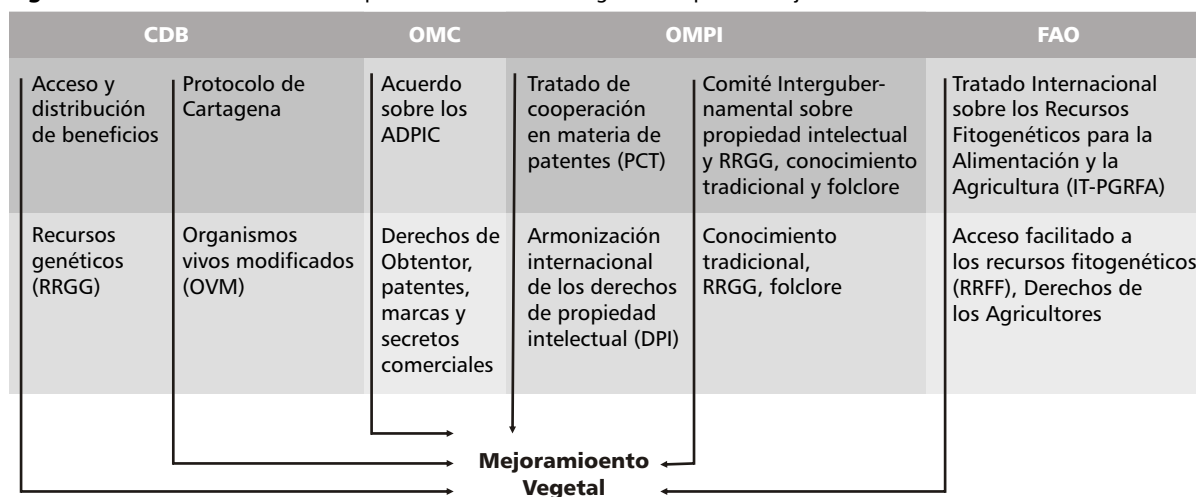 CDB
OMC
OMPI
FAO
Acceso y
distribución
de beneficios
Protocolo de
Cartagena
Acuerdo
sobre los
ADPIC
Tratado de
cooperación
en materia de
patentes (PCT)
Comité Interguber-
namental sobre
propiedad intelectual
y RRGG, conocimiento
tradicional y folclore
Tratado Internacional
sobre los Recursos
Fitogenéticos para la
Alimentación y la
Agricultura (IT-PGRFA)
Recursos
genéticos
(RRGG)
Organismos
vivos modificados
(OVM)
Derechos de
Obtentor,
patentes,
marcas y
secretos
comerciales
Armonización
internacional
de los derechos
de propiedad
intelectual (DPI)
Conocimiento
tradicional,
RRGG, folclore
Acceso facilitado a
los recursos fitogenéticos
(RRFF), Derechos de
los Agricultores
Mejoramioento
Vegetal